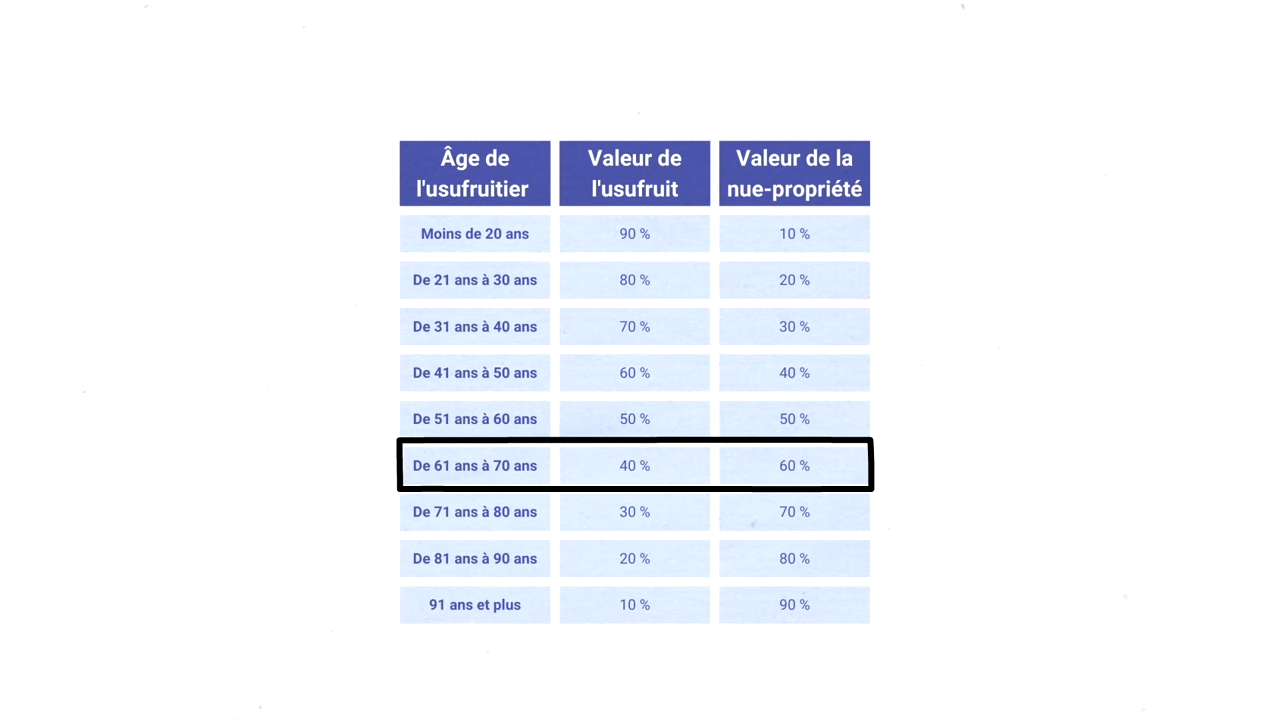 Âge de
l'usufruitier
Valeur de
l'usufruit
Valeur de la
nue-propriété
Moins de 20 ans 90 % 10 %
De 21 ans à 30 ans 80 % 20 %
De 31 ans à 40 ans 70 % 30 %
De 41 ans à 50 ans 60 % 40 %
De 51 ans à 60 ans 50 % 50 %
De 61 ans à 70 ans 40 % 60 %
De 71 ans à 80 ans 30 % 70 %
De 81 ans à 90 ans 20 % 80 %
91 ans et plus 10 % 90 %